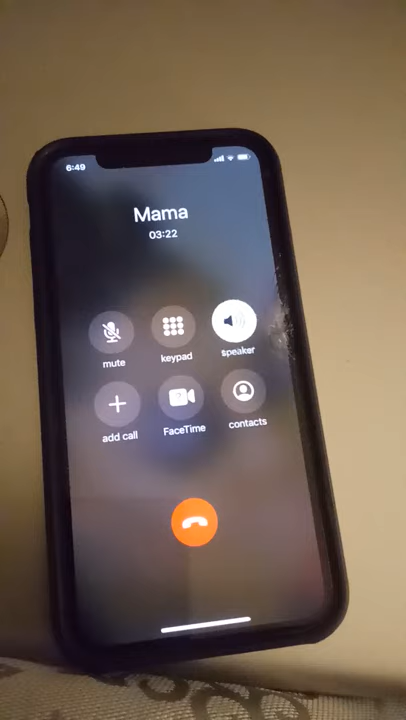 6:49
Mama
03:22
mute
keypad
speaker
add call
FaceTime
contacts